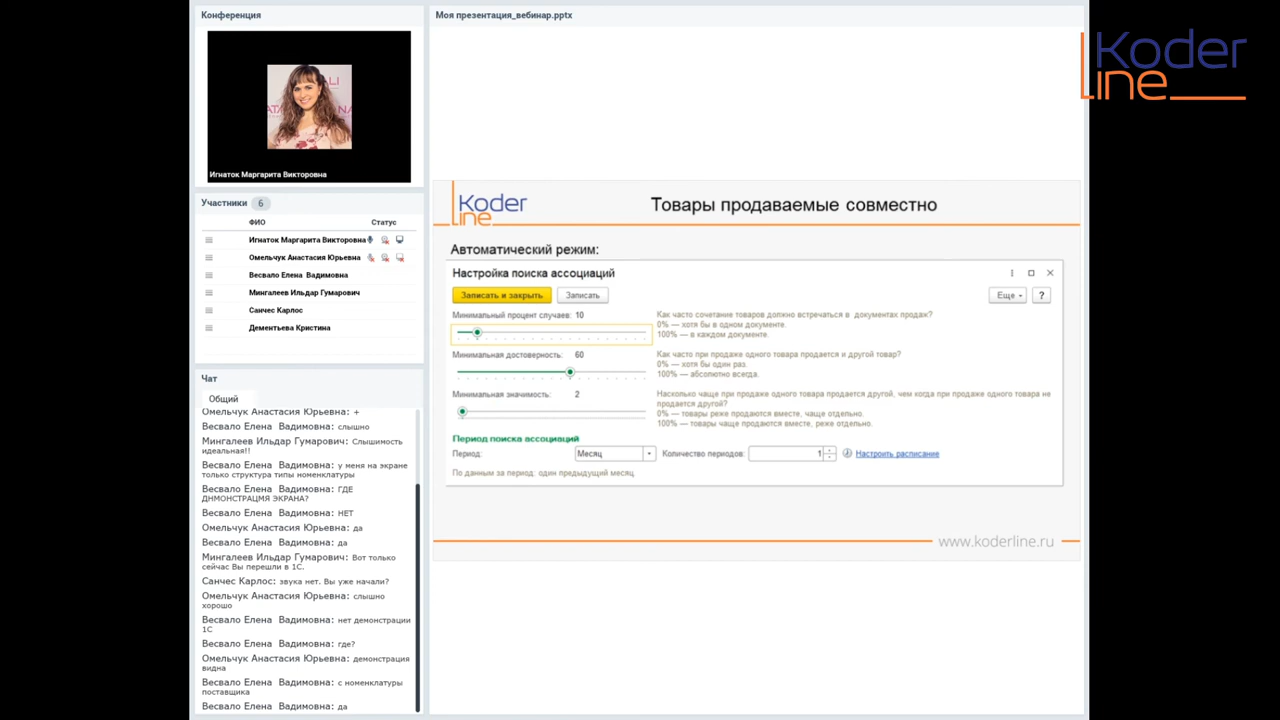 Конференция
Моя презентация_вебинар.pptx
Koder
line
Игнаток Маргарита Викторовна
Участники 6
ФИО Статус
Игнаток Маргарита Викторовна
Омельчук Анастасия Юрьевна
Весвало Елена Вадимовна
Мингалеев Ильдар Гумарович
Санчес Карлос
Дементьева Кристина
Чат
Общий
Омельчук Анастасия Юрьевна: +
Весвало Елена Вадимовна: слышно
Мингалеев Ильдар Гумарович: Слышимость
идеальная!!
Весвало Елена Вадимовна: у меня на экране
только структура типы номенклатуры
Весвало Елена Вадимовна: ГДЕ
ДНМОНСТРАЦМЯ ЭКРАНА?
Весвало Елена Вадимовна: НЕТ
Омельчук Анастасия Юрьевна: да
Весвало Елена Вадимовна: да
Мингалеев Ильдар Гумарович: Вот только
сейчас Вы перешли в 1С.
Санчес Карлос: звука нет. Вы уже начали?
Омельчук Анастасия Юрьевна: слышно
хорошо
Весвало Елена Вадимовна: нет демонстрации
1С
Весвало Елена Вадимовна: где?
Омельчук Анастасия Юрьевна: демонстрация
видна
Весвало Елена Вадимовна: с номенклатуры
поставщика
Весвало Елена Вадимовна: да
Koder
line
Товары продаваемые совместно
Автоматический режим:
Настройка поиска ассоциаций
Записать и закрыть Записать Еще ?
Минимальный процент случаев: 10
Как часто сочетание товаров должно встречаться в документах продаж?
0% — хотя бы в одном документе.
100% — в каждом документе.
Минимальная достоверность: 60
Как часто при продаже одного товара продается и другой товар?
0% — хотя бы один раз.
100% — абсолютно всегда.
Минимальная значимость: 2
Насколько чаще при продаже одного товара продается другой, чем когда при продаже одного товара не
продается другой?
0% — товары реже продаются вместе, чаще отдельно.
100% — товары чаще продаются вместе, реже отдельно.
Период поиска ассоциаций
Период: Месяц Количество периодов: 1 Настроить расписание
По данным за период: один предыдущий месяц.
www.koderline.ru